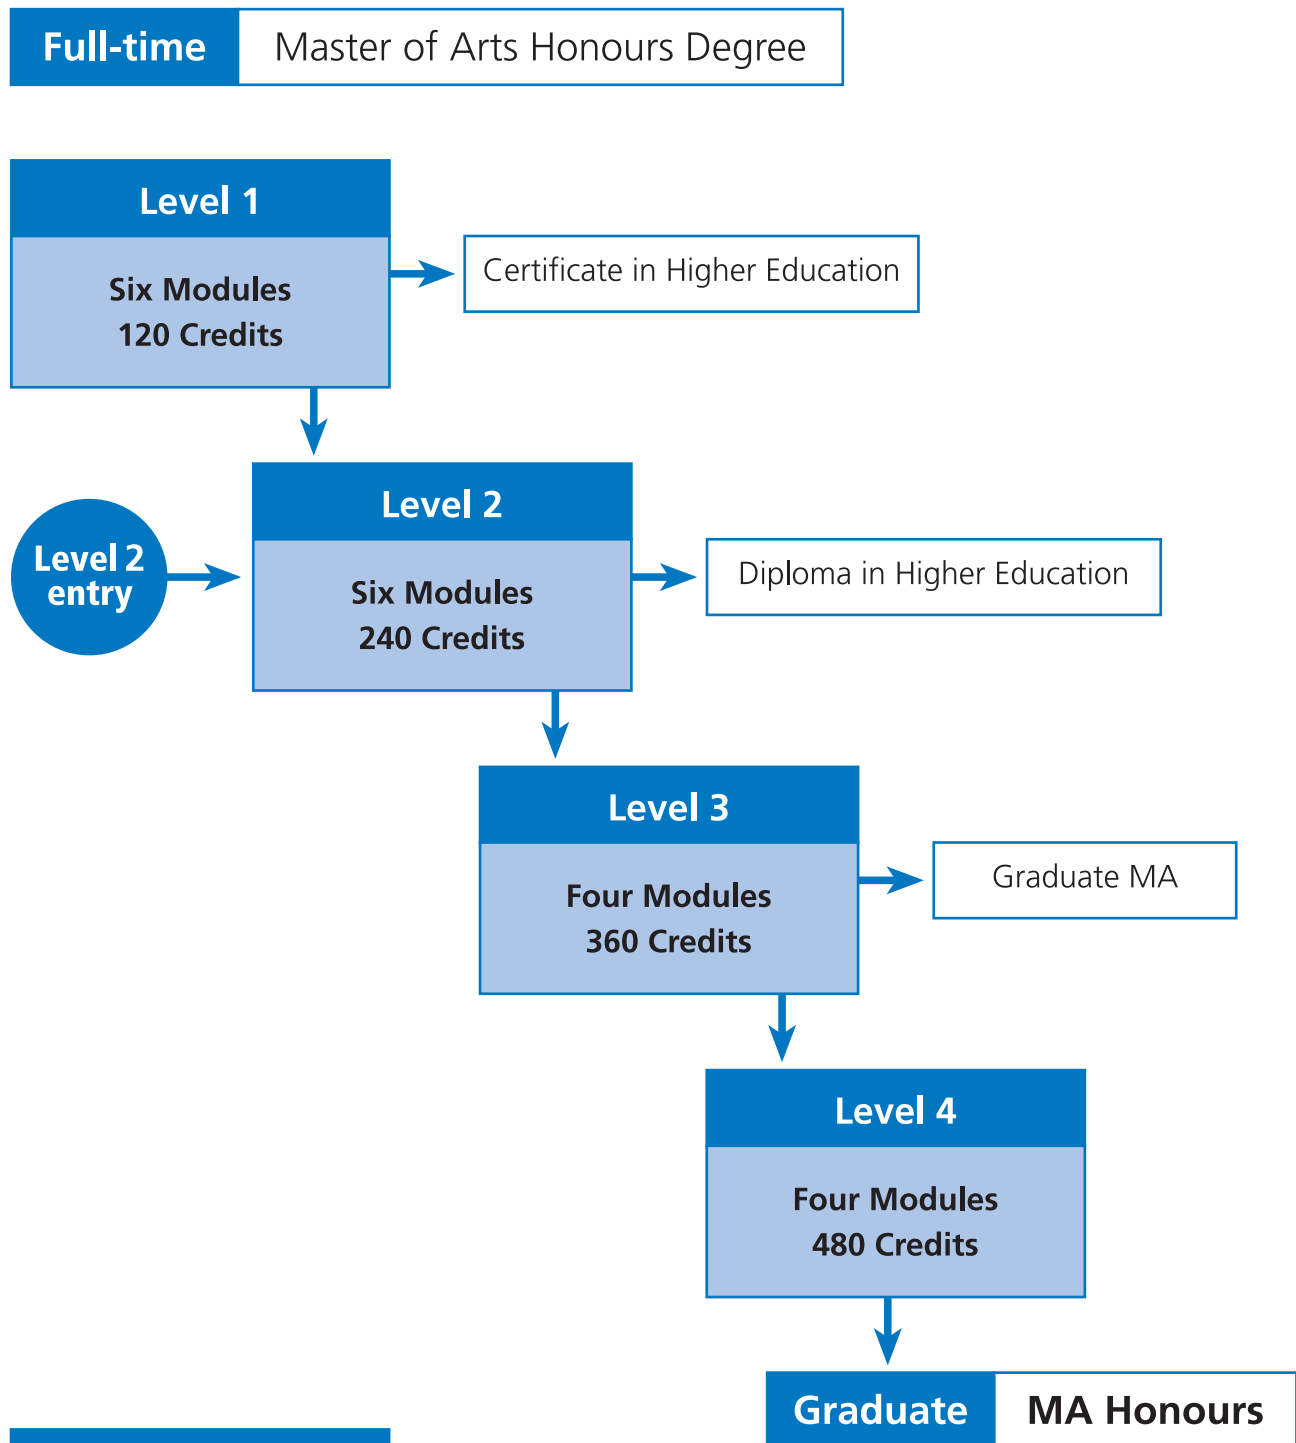 Full-time Master of Arts Honours Degree
Level 1
Six Modules
120 Credits
Certificate in Higher Education
Level 2
entry
Level 2
Six Modules
240 Credits
Diploma in Higher Education
Level 3
Four Modules
360 Credits
Graduate MA
Level 4
Four Modules
480 Credits
Graduate MA Honours